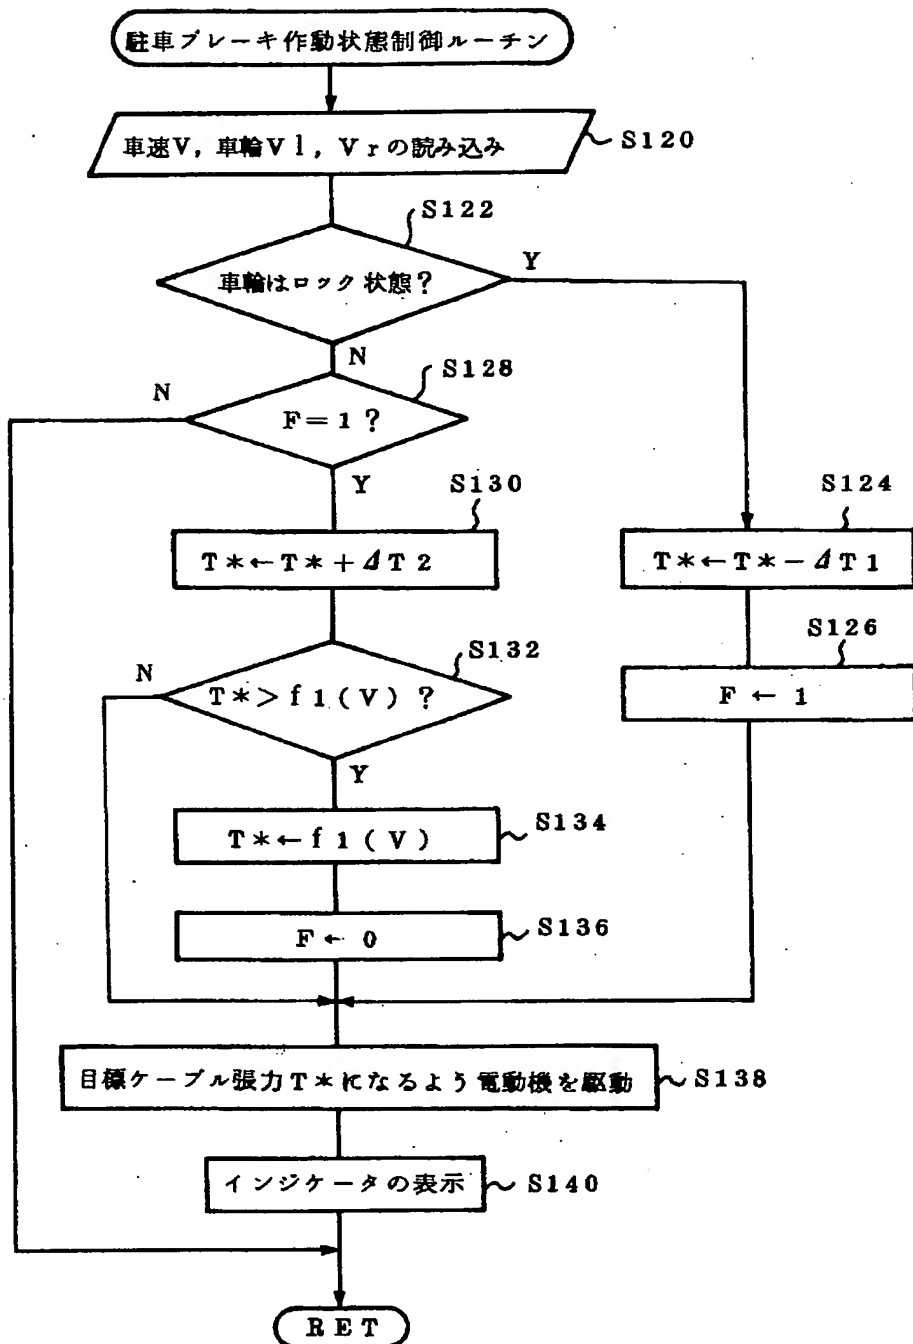 駐車ブレーキ作動状態制御ルーチン
車速V,車輪Vl,Vrの読み込み
S120
S122
車輪はロック状態?
Y
N
S128
N
F=1?
Y
S130
T*←T*+ΔT2
S124
T*←T*-ΔT1
S126
F←1
S132
N
T*>f1(V)?
Y
T*←f1(V)
S134
F←0
S136
目標ケーブル張力T*になるよう電動機を駆動
S138
インジケータの表示
S140
RET